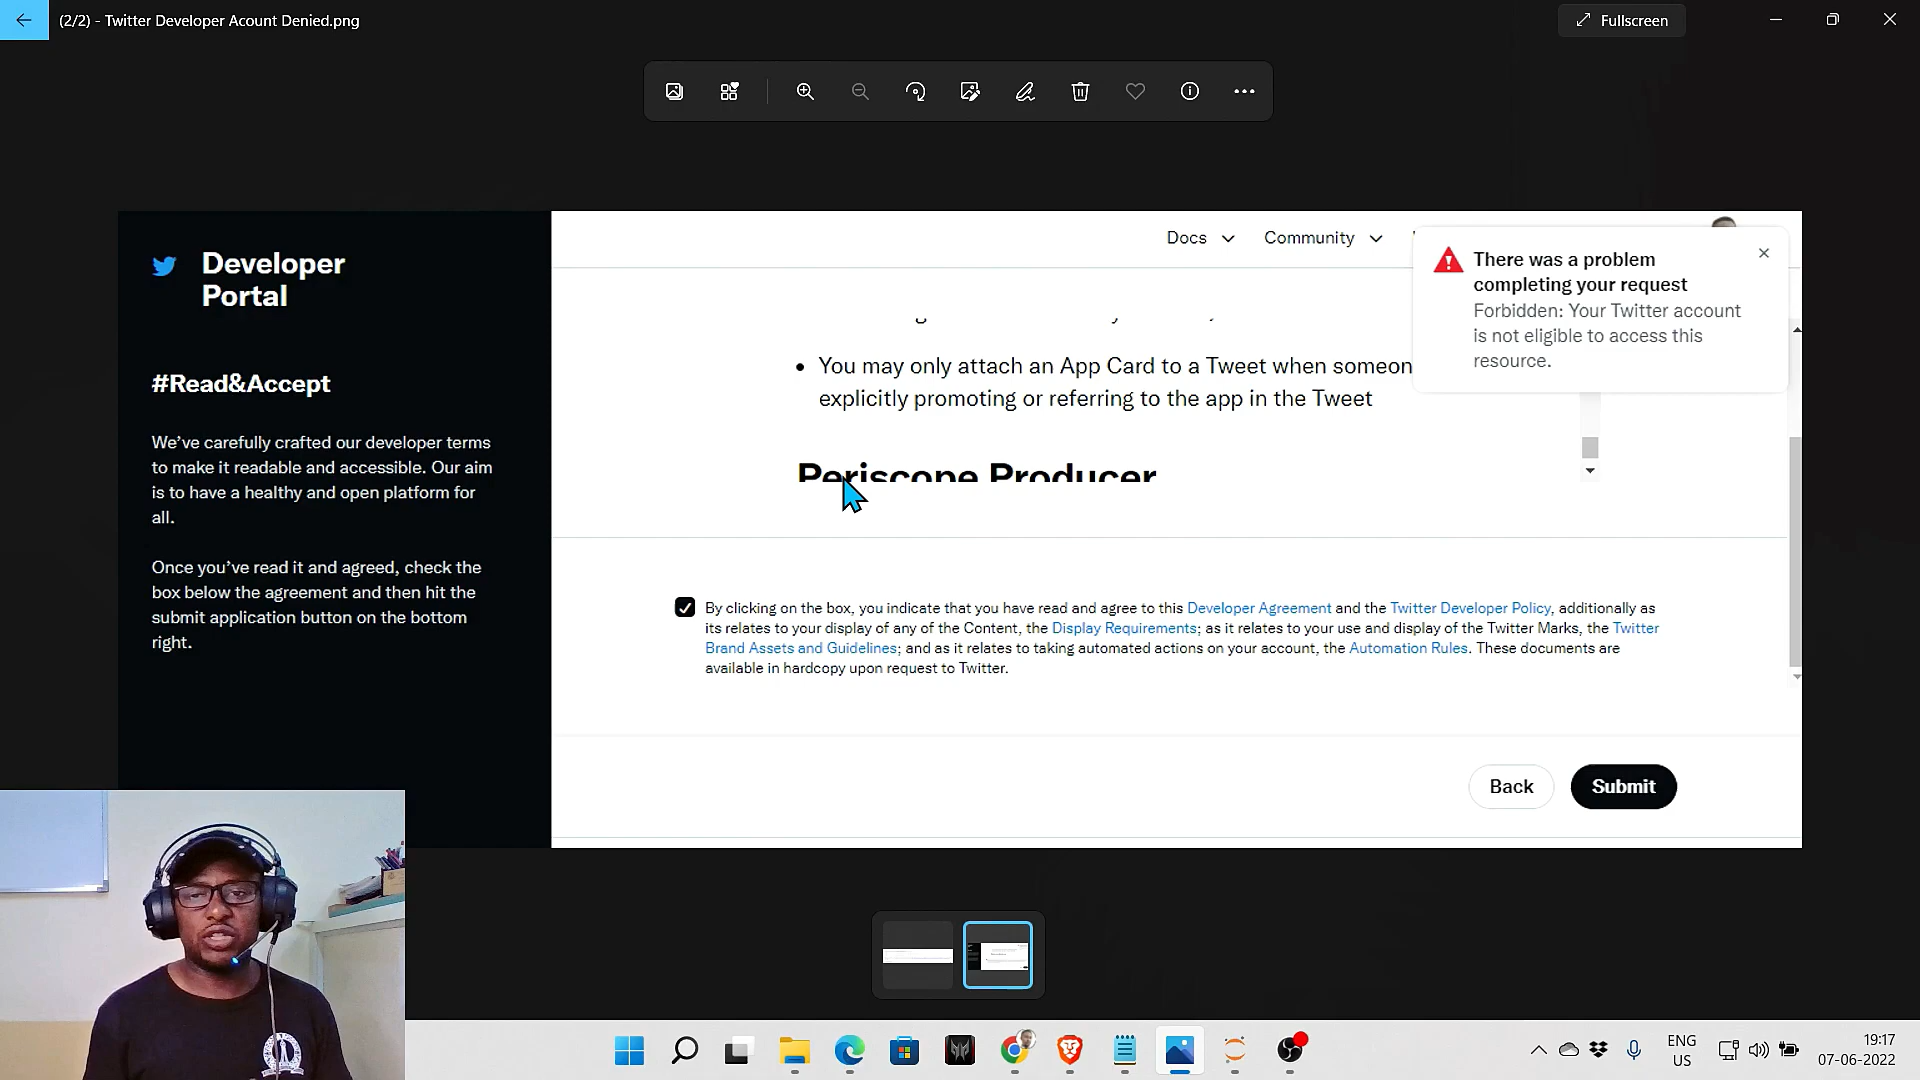 (2/2) - Twitter Developer Acount Denied.png
Fullscreen
Developer
Portal
#Read&Accept
We've carefully crafted our developer terms
to make it readable and accessible. Our aim
is to have a healthy and open platform for
all.
Once you've read it and agreed, check the
box below the agreement and then hit the
submit application button on the bottom
right.
Docs
Community
There was a problem
completing your request
Forbidden: Your Twitter account
is not eligible to access this
resource.
You may only attach an App Card to a Tweet when someon
explicitly promoting or referring to the app in the Tweet
Periscope Producer
By clicking on the box, you indicate that you have read and agree to this Developer Agreement and the Twitter Developer Policy, additionally as
its relates to your display of any of the Content, the Display Requirements; as it relates to your use and display of the Twitter Marks, the Twitter
Brand Assets and Guidelines; and as it relates to taking automated actions on your account, the Automation Rules. These documents are
available in hardcopy upon request to Twitter.
Back
Submit
ENG
US
19:17
07-06-2022